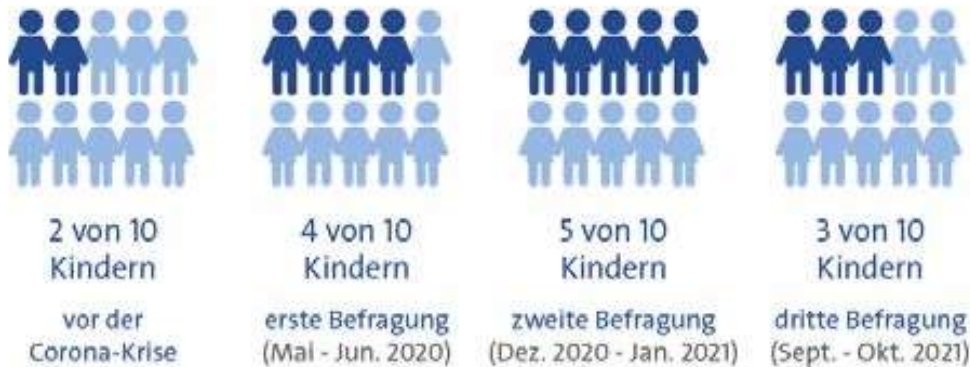 2 von 10
Kindern
vor der
Corona-Krise
4 von 10
Kindern
erste Befragung
(Mai - Jun. 2020)
5 von 10
Kindern
zweite Befragung
(Dez. 2020 - Jan. 2021)
3 von 10
Kindern
dritte Befragung
(Sept. - Okt. 2021)